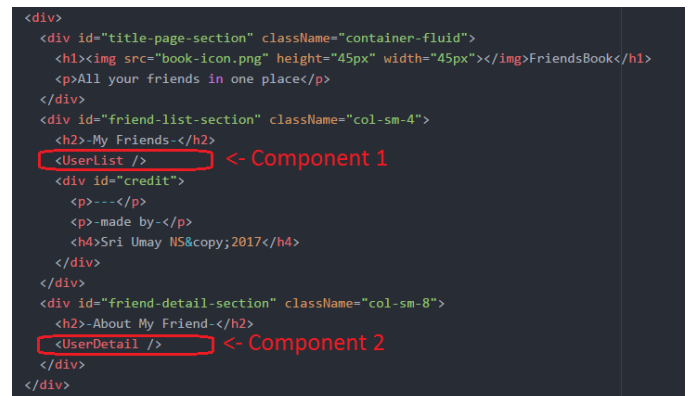 <div>
<div id="title-page-section" className="container-fluid">
<h1><img src="book-icon.png" height="45px" width="45px"></img>FriendsBook</h1>
<p>All your friends in one place</p>
</div>
<div id="friend-list-section" className="col-sm-4">
<h2>-My Friends-</h2>
<UserList /> <- Component 1
<div id="credit">
<p>---</p>
<p>-made by-</p>
<h4>Sri Umay NS&copy;2017</h4>
</div>
</div>
<div id="friend-detail-section" className="col-sm-8">
<h2>-About My Friend-</h2>
<UserDetail /> <- Component 2
</div>
</div>